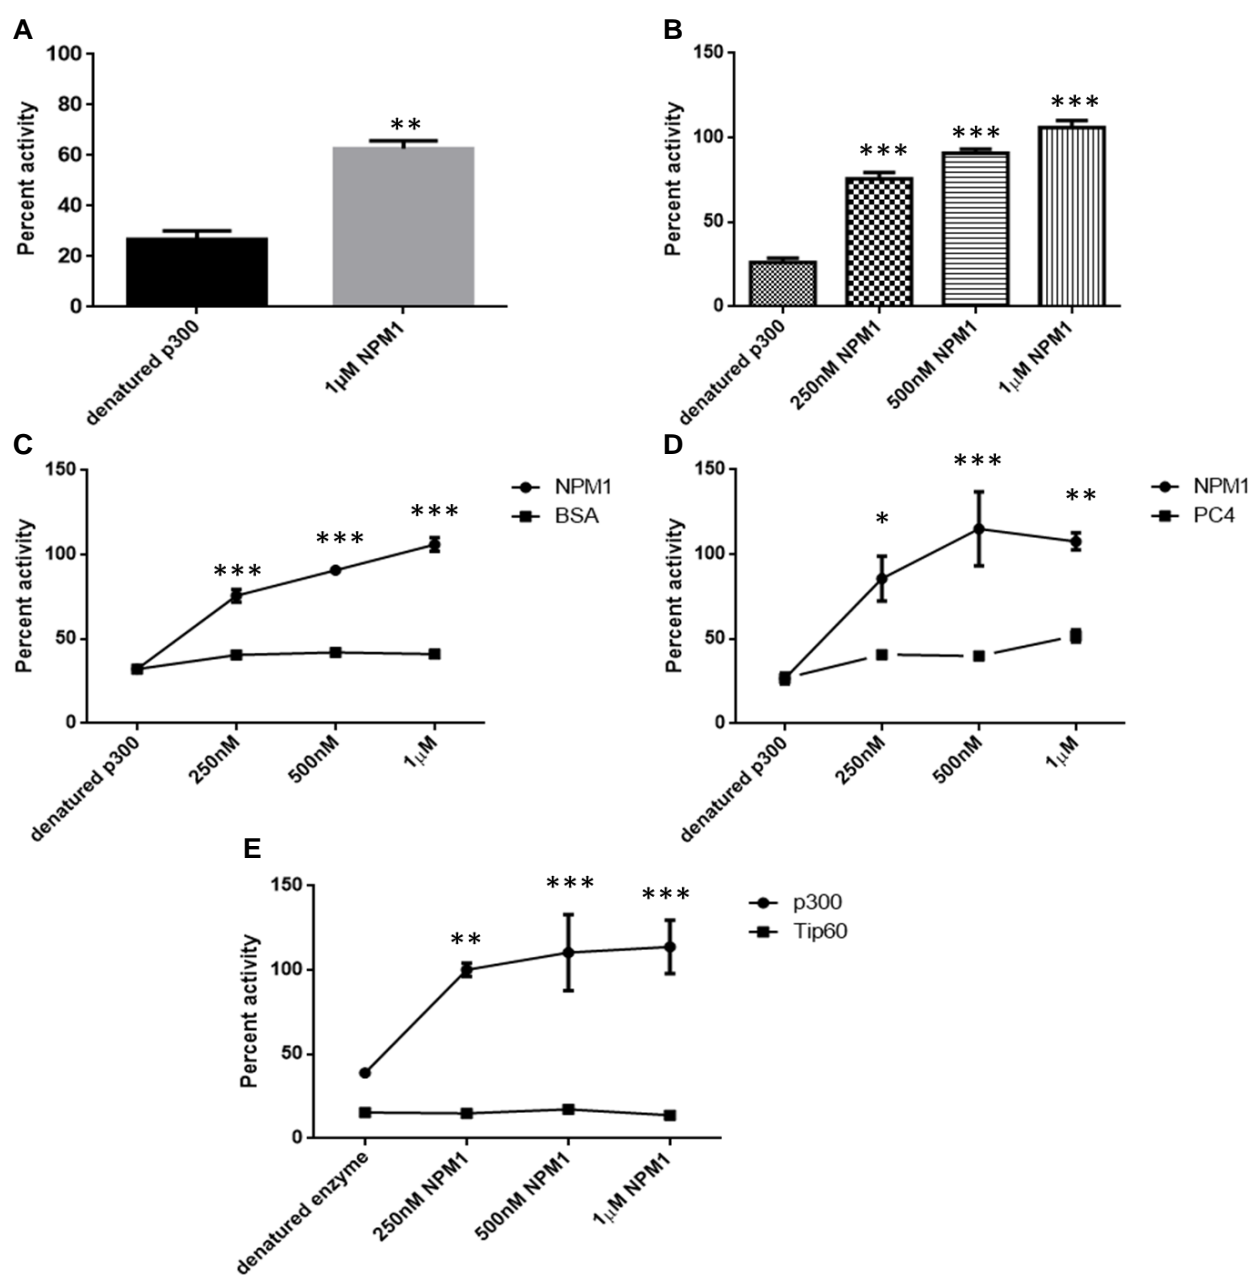 A
Percent activity
100
80
60
40
20
0
**
denatured p300
1µM NPM1
B
Percent activity
150
100
50
0
***
***
***
denatured p300
250nM NPM1
500nM NPM1
1µM NPM1
C
Percent activity
150
100
50
0
***
***
***
NPM1
BSA
denatured p300
250nM
500nM
1µM
D
Percent activity
150
100
50
0
*
***
**
NPM1
PC4
denatured p300
250nM
500nM
1µM
E
Percent activity
150
100
50
0
**
***
***
p300
Tip60
denatured enzyme
250nM NPM1
500nM NPM1
1µM NPM1